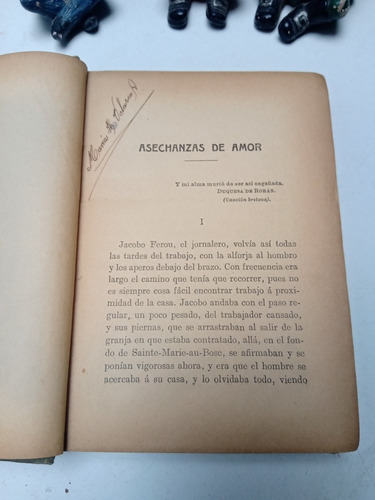 ASECHANZAS DE AMOR
Y mi alma murió de ser así engañada.
DUQUESA DE ROHÁN.
(Canción bretona).
I
Jacobo Ferou, el jornalero, volvía así todas
las tardes del trabajo, con la alforja al hombro
y los aperos debajo del brazo. Con frecuencia era
largo el camino que tenía que recorrer, pues no
es siempre cosa fácil encontrar trabajo á proxi-
midad de la casa. Jacobo andaba con el paso re-
gular, un poco pesado, del trabajador cansado,
y sus piernas, que se arrastraban al salir de la
granja en que estaba contratado, allá, en el fon-
do de Sainte-Marie-au-Bosc, se afirmaban y se
ponían vigorosas ahora, y era que el hombre se
acercaba á su casa, y lo olvidaba todo, viendo